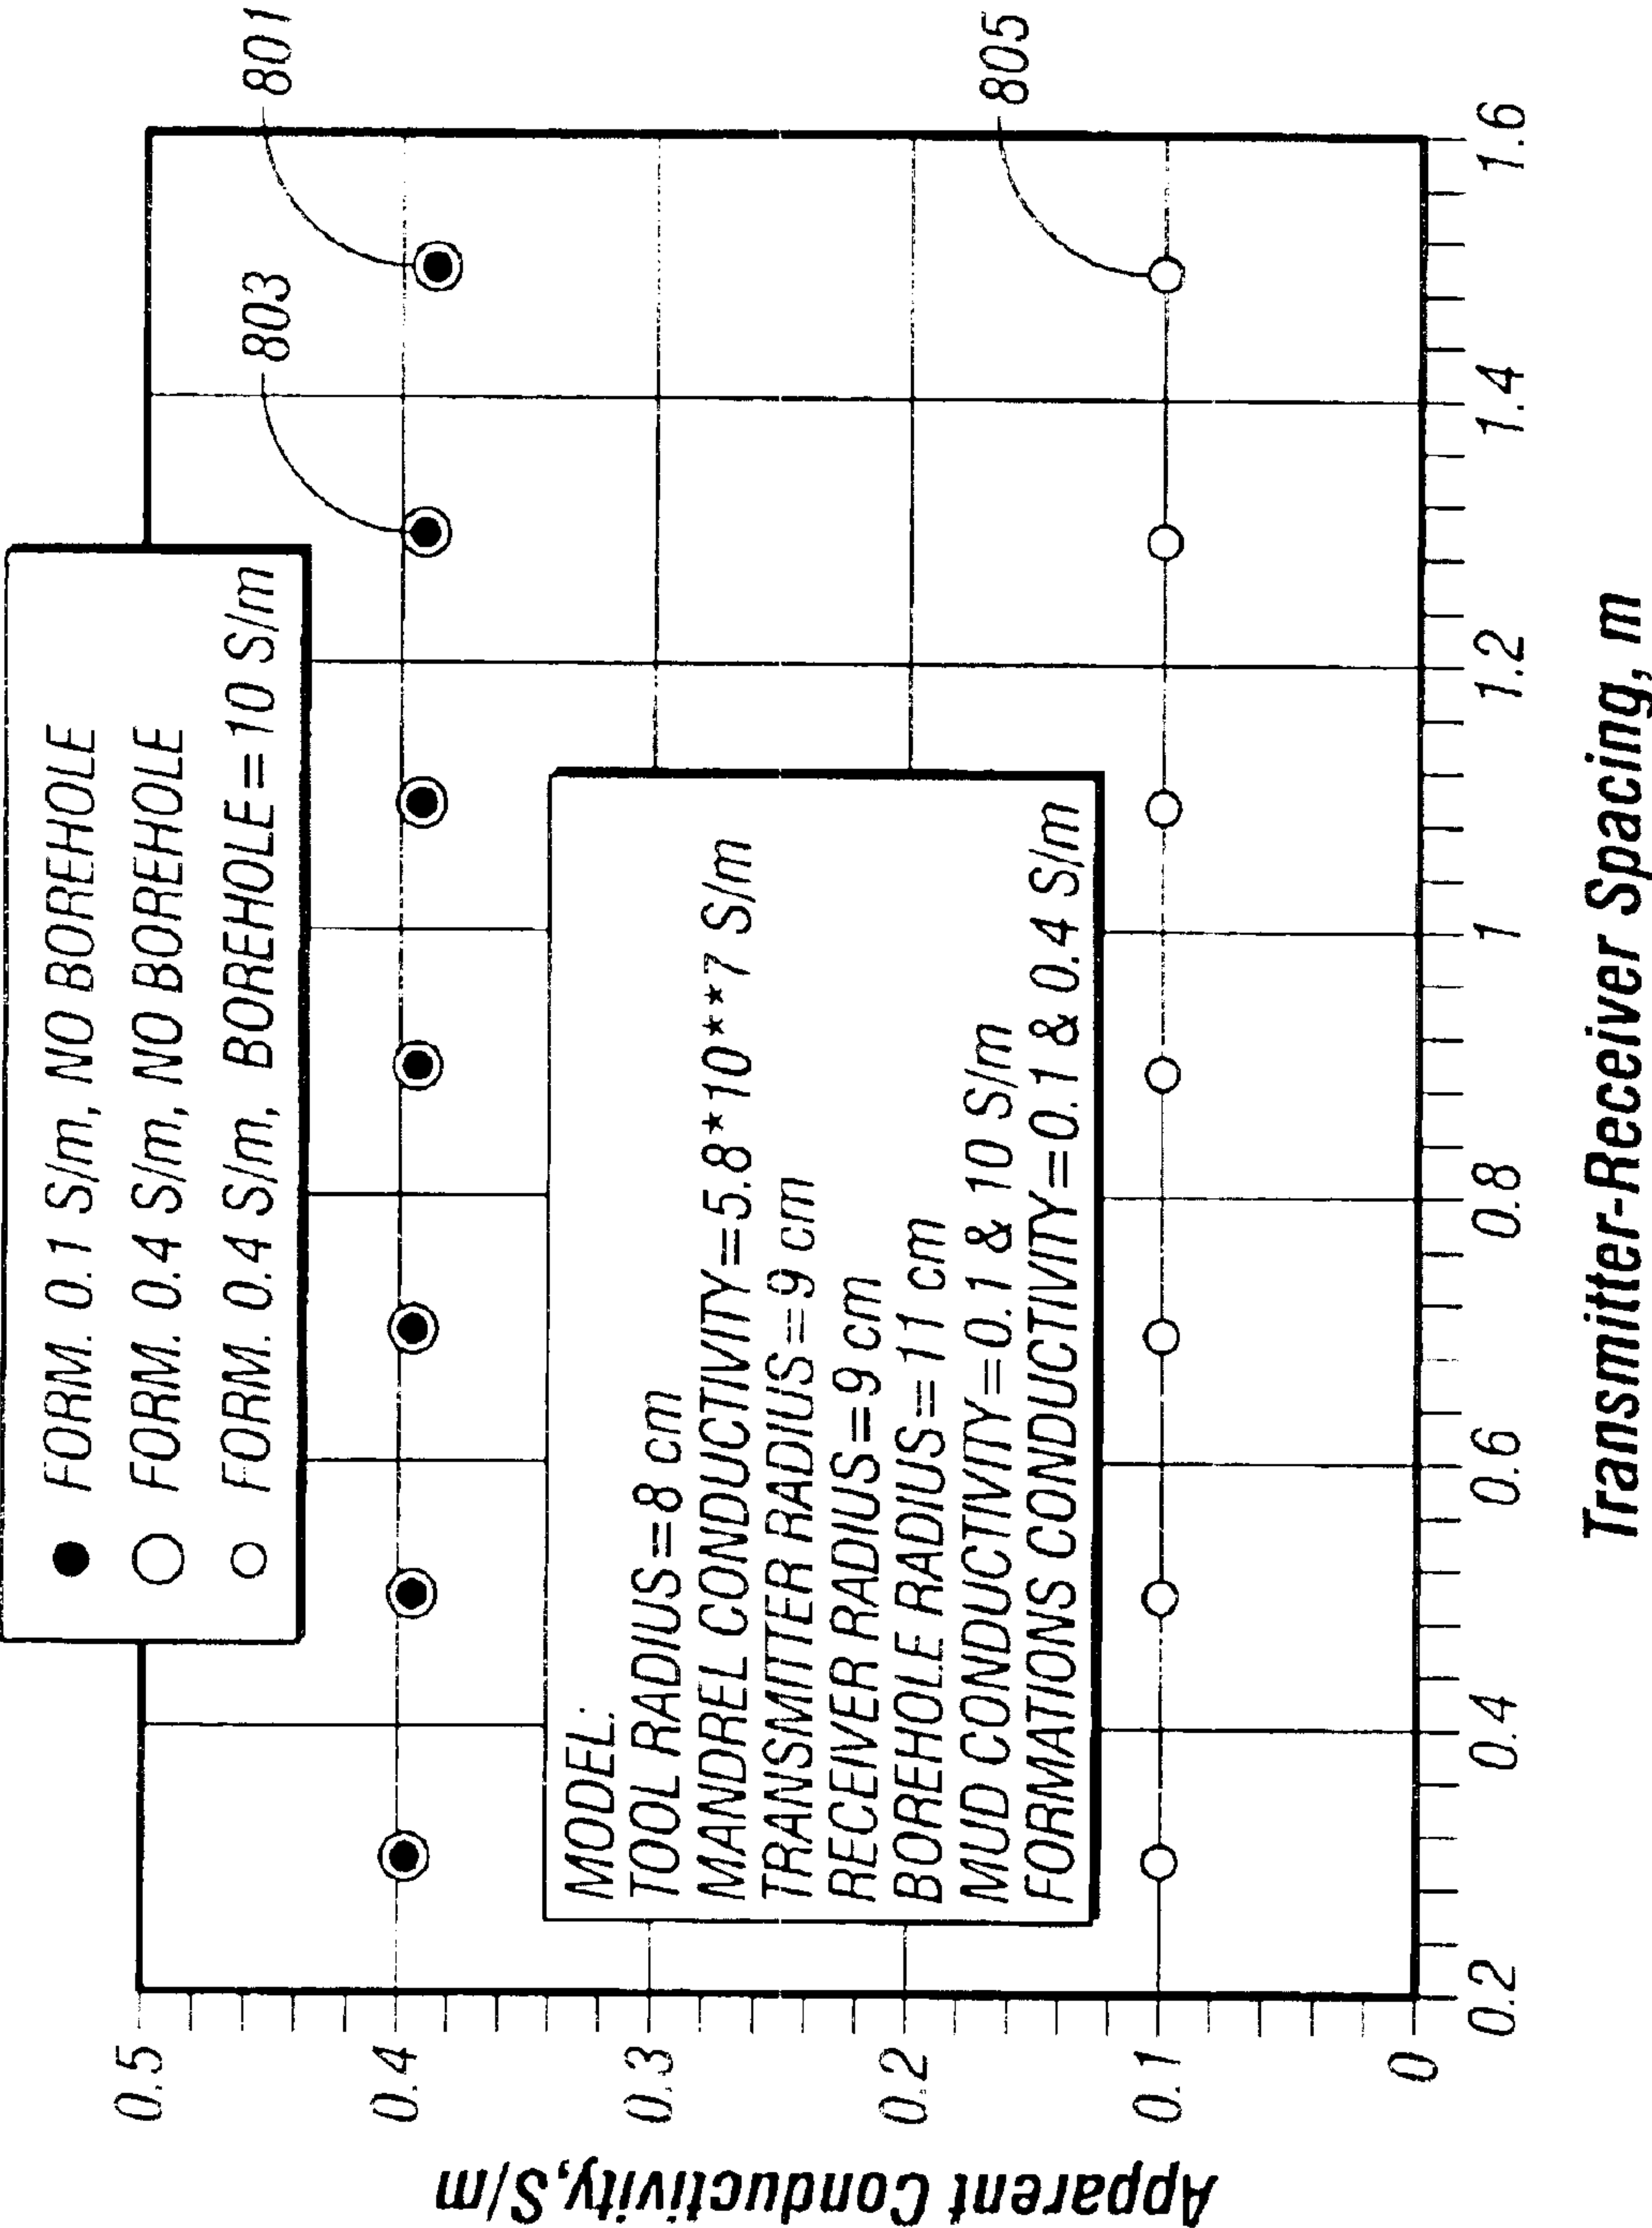 FORM. 0.1 S/m, NO BOREHOLE
FORM. 0.4 S/m, NO BOREHOLE
FORM. 0.4 S/m, BOREHOLE=10 S/m
803
801
805
MODEL:
TOOL RADIUS=8 cm
MANDREL CONDUCTIVITY=5.8*10**7 S/m
TRANSMITTER RADIUS=9 cm
RECEIVER RADIUS=9 cm
BOREHOLE RADIUS=11 cm
MUD CONDUCTIVITY=0.1 & 10 S/m
FORMATIONS CONDUCTIVITY=0.1 & 0.4 S/m
Apparent Conductivity,S/m
0.5
0.4
0.3
0.2
0.1
0
0.2
0.4
0.6
0.8
1
1.2
1.4
1.6
Transmitter-Receiver Spacing, m